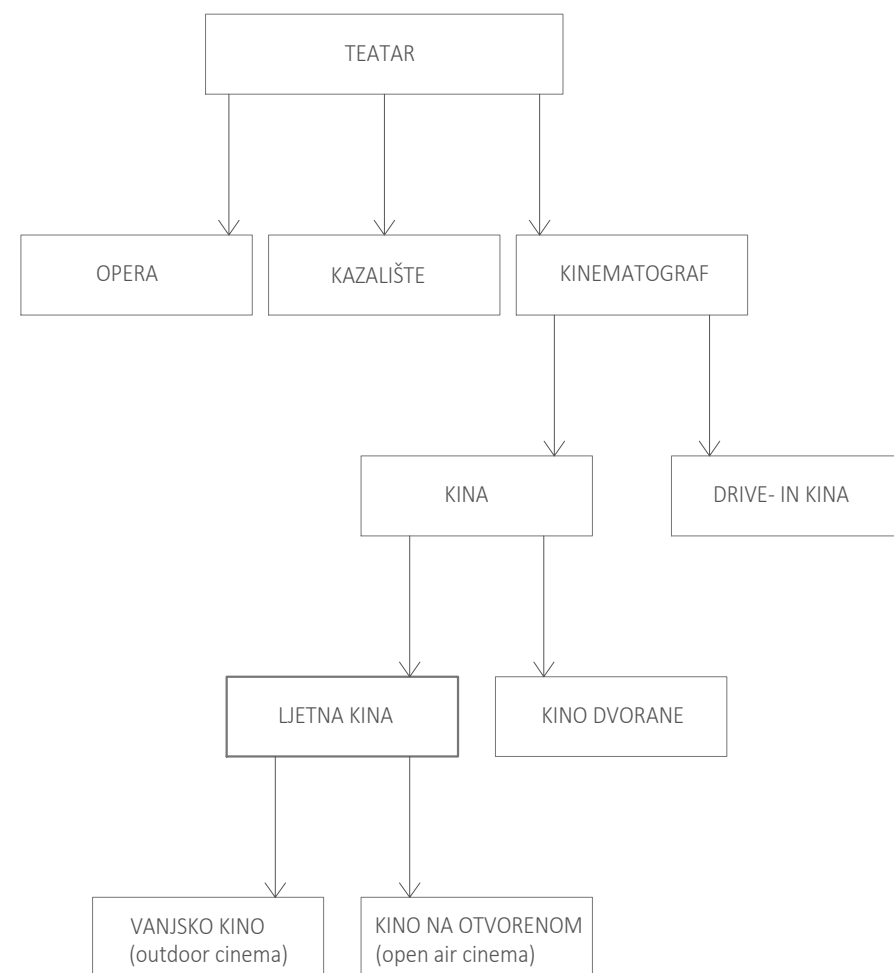 TEATAR
OPERA
KAZALIŠTE
KINEMATOGRAF
KINA
DRIVE- IN KINA
LJETNA KINA
KINO DVORANE
VANJSKO KINO
(outdoor cinema)
KINO NA OTVORENOM
(open air cinema)